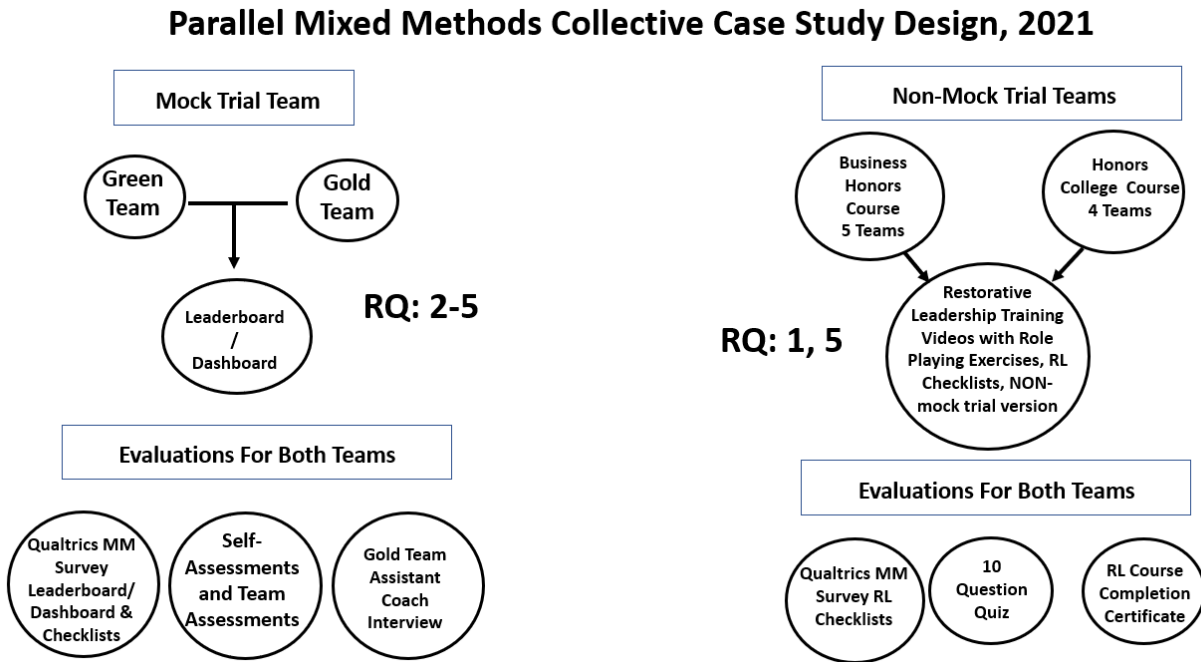 Parallel Mixed Methods Collective Case Study Design, 2021
Mock Trial Team
Green
Team
Gold
Team
Leaderboard
/
Dashboard
RQ: 2-5
Evaluations For Both Teams
Qualtrics MM
Survey
Leaderboard/
Dashboard &
Checklists
Self-
Assessments
and Team
Assessments
Gold Team
Assistant
Coach
Interview
Non-Mock Trial Teams
Business
Honors
Course
5 Teams
Honors
College Course
4 Teams
RQ: 1, 5
Restorative
Leadership Training
Videos with Role
Playing Exercises, RL
Checklists, NON-
mock trial version
Evaluations For Both Teams
Qualtrics MM
Survey RL
Checklists
10
Question
Quiz
RL Course
Completion
Certificate